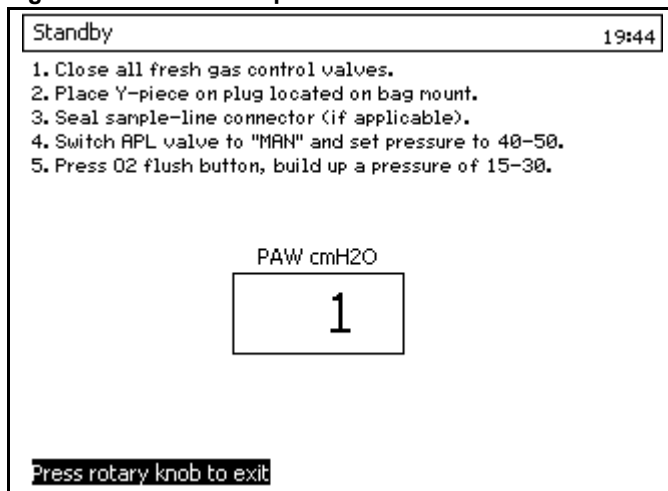 Standby 19:44
1. Close all fresh gas control valves.
2. Place Y-piece on plug located on bag mount.
3. Seal sample-line connector (if applicable).
4. Switch APL valve to "MAN" and set pressure to 40-50.
5. Press O2 flush button, build up a pressure of 15-30.
PAW cmH2O
1
Press rotary knob to exit